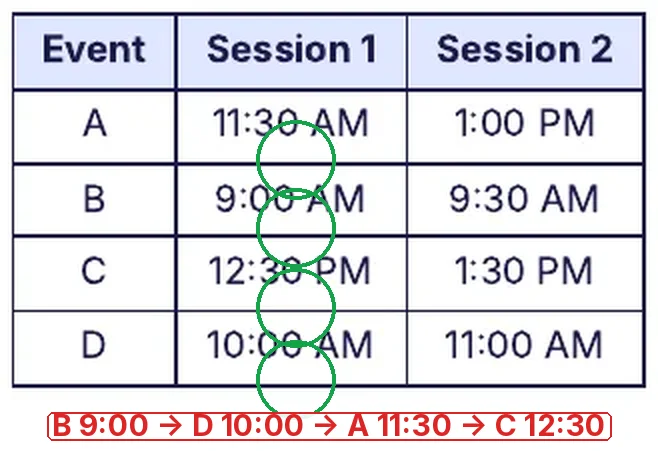 Event Session 1 Session 2
A 11:30 AM 1:00 PM
B 9:00 AM 9:30 AM
C 12:30 PM 1:30 PM
D 10:00 AM 11:00 AM
B 9:00 → D 10:00 → A 11:30 → C 12:30